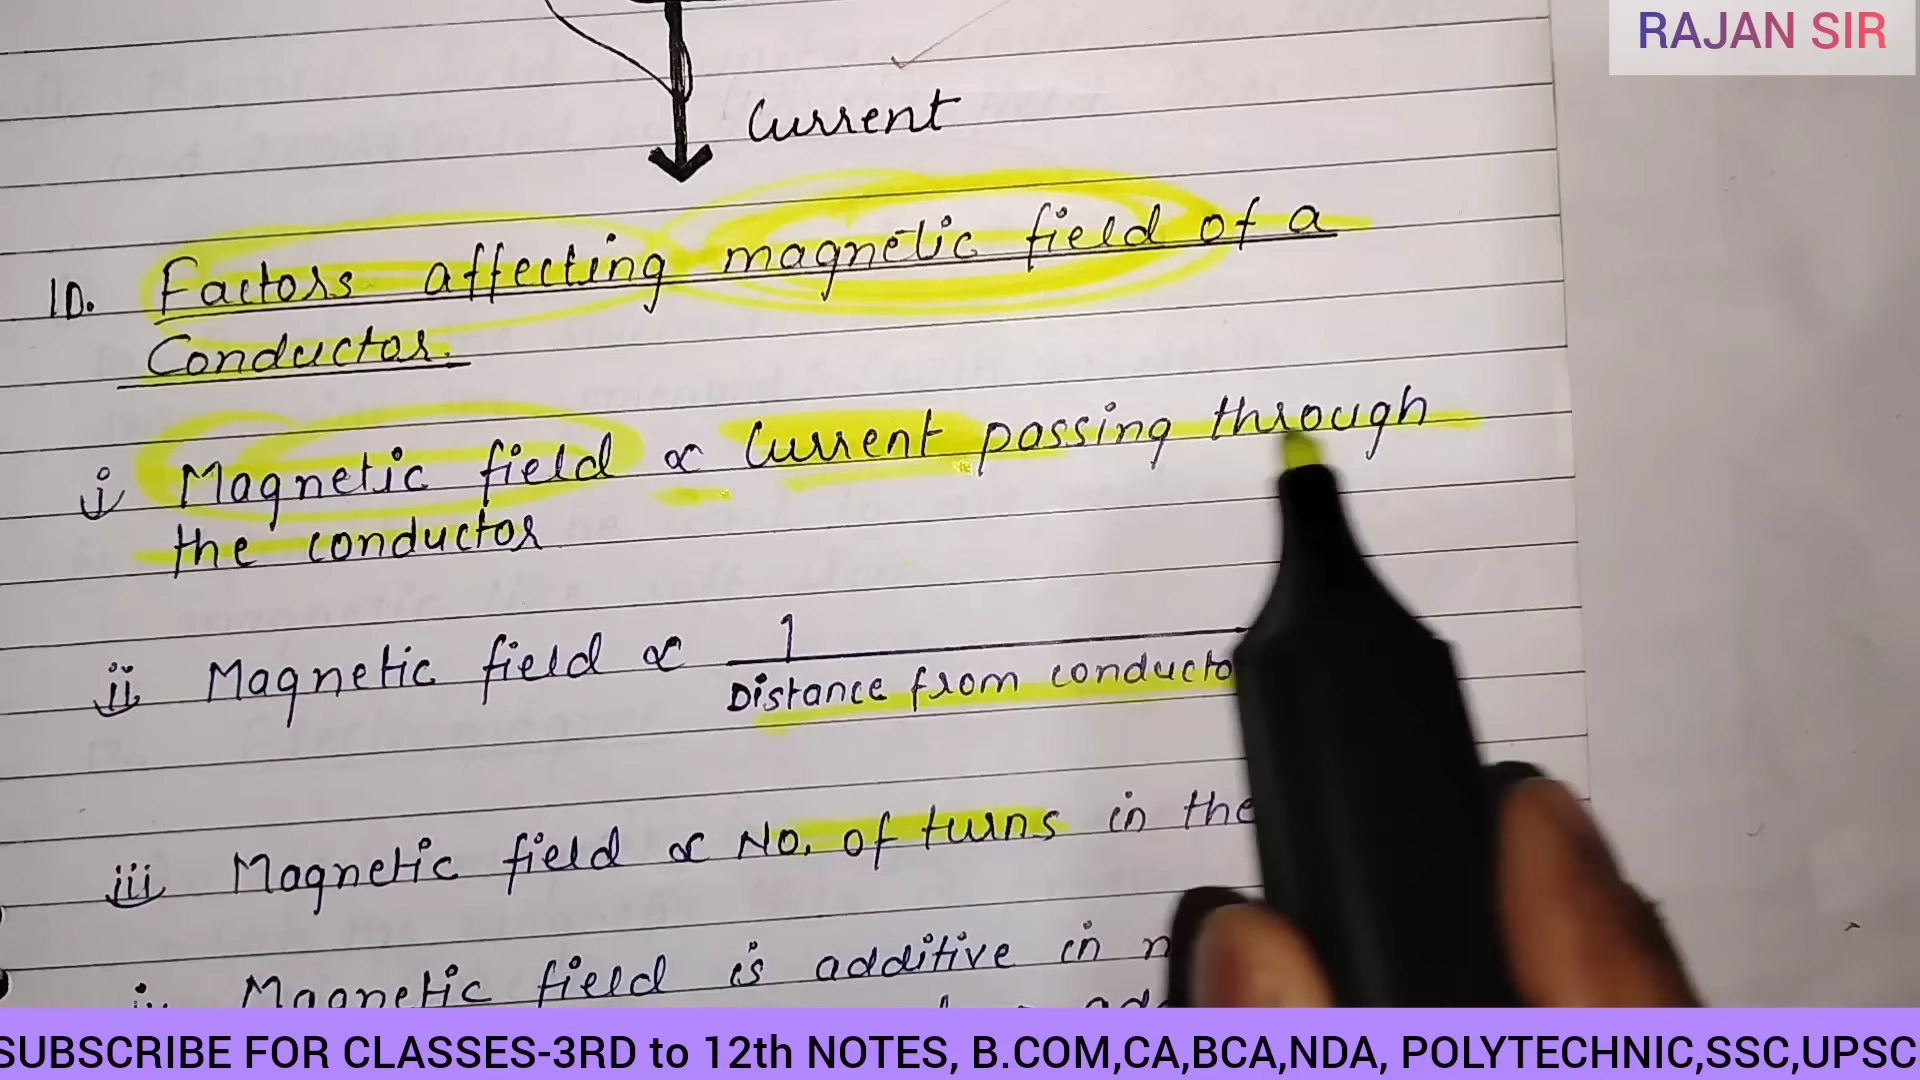 RAJAN SIR
Current
10. Factors affecting magnetic field of a
Conductor.
i Magnetic field ∝ Current passing through
the conductor
ii Magnetic field ∝ 1
Distance from
iii Magnetic field ∝ No. of turns in the
Magnetic field is additive in
SUBSCRIBE FOR CLASSES-3RD to 12th NOTES, B.COM,CA,BCA,NDA, POLYTECHNIC,SSC,UPSC